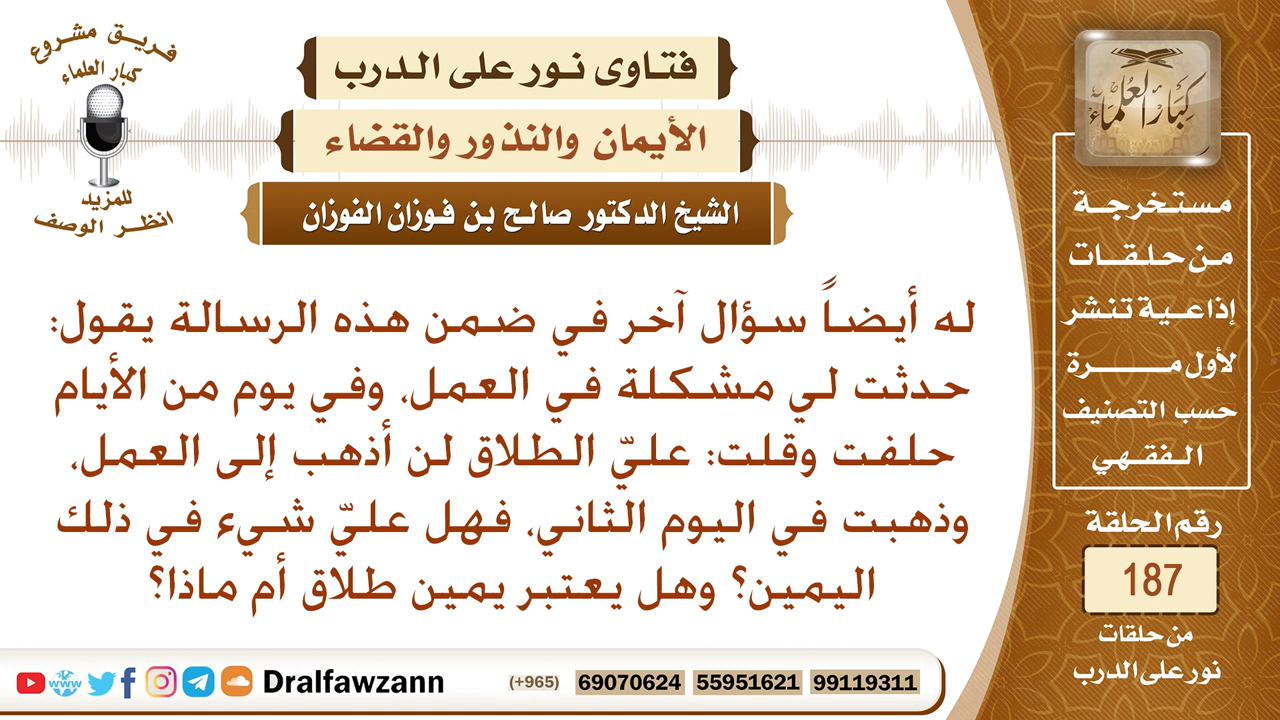 فريق مشروع
كبار العلماء
للمزيد
انظر الوصف
فتاوى نور على الدرب
الأيمان والنذور والقضاء
الشيخ الدكتور صالح بن فوزان الفوزان
له أيضاً سؤال آخر في ضمن هذه الرسالة يقول:
حدثت لي مشكلة في العمل، وفي يوم من الأيام
حلفت وقلت: عليّ الطلاق لن أذهب إلى العمل،
وذهبت في اليوم الثاني، فهل عليّ شيء في ذلك
اليمين؟ وهل يعتبر يمين طلاق أم ماذا؟
كبار العلماء
مستخرجة
من حلقات
إذاعية تنشر
لأول مرة
حسب التصنيف
الفقهي
رقم الحلقة
187
من حلقات
نور على الدرب
www
Dralfawzann
(+965) 69070624 55951621 99119311